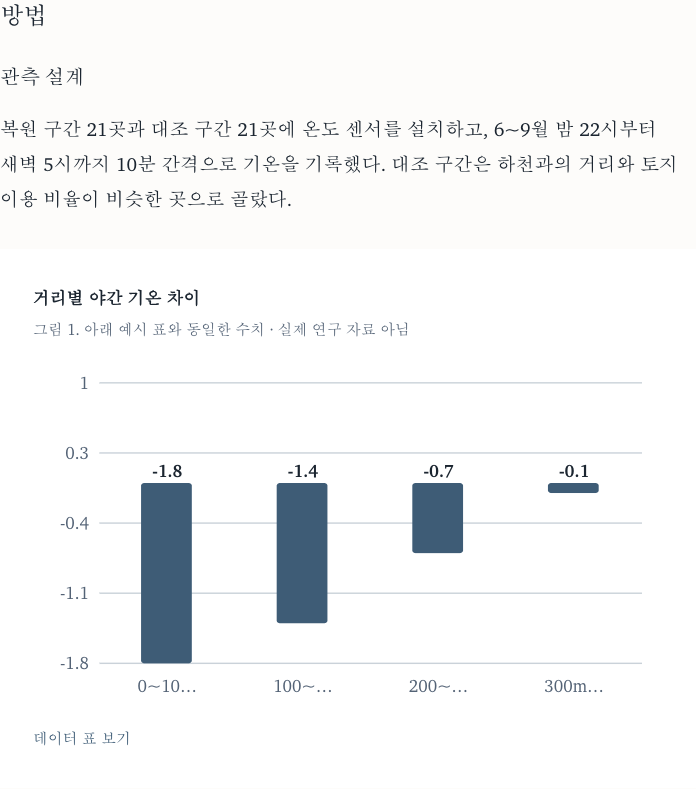 방법
관측 설계
복원 구간 21곳과 대조 구간 21곳에 온도 센서를 설치하고, 6~9월 밤 22시부터
새벽 5시까지 10분 간격으로 기온을 기록했다. 대조 구간은 하천과의 거리와 토지
이용 비율이 비슷한 곳으로 골랐다.
거리별 야간 기온 차이
그림 1. 아래 예시 표와 동일한 수치 · 실제 연구 자료 아님
1
0.3
-0.4
-1.1
-1.8
-1.8
-1.4
-0.7
-0.1
0~10...
100~...
200~...
300m...
데이터 표 보기